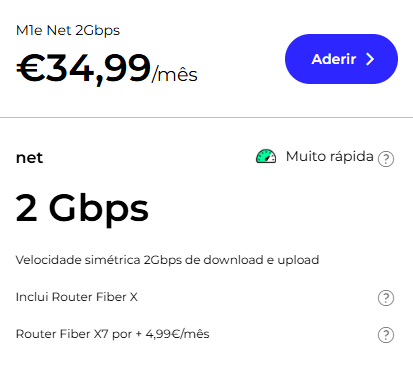 M1e Net 2Gbps
€34,99/mês
Aderir
net
Muito rápida ?
2 Gbps
Velocidade simétrica 2Gbps de download e upload
Inclui Router Fiber X ?
Router Fiber X7 por + 4,99€/mês ?